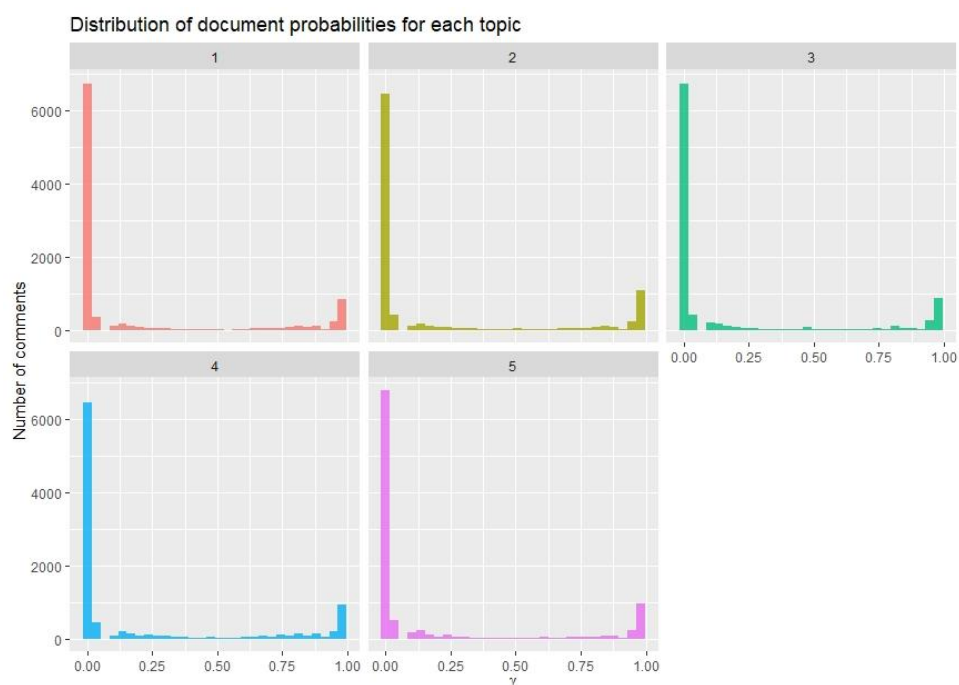 Distribution of document probabilities for each topic
1 2 3
Number of comments
6000
4000
2000
0
0.00 0.25 0.50 0.75 1.00
4 5
6000
4000
2000
0
0.00 0.25 0.50 0.75 1.00 0.00 0.25 0.50 0.75 1.00
γ